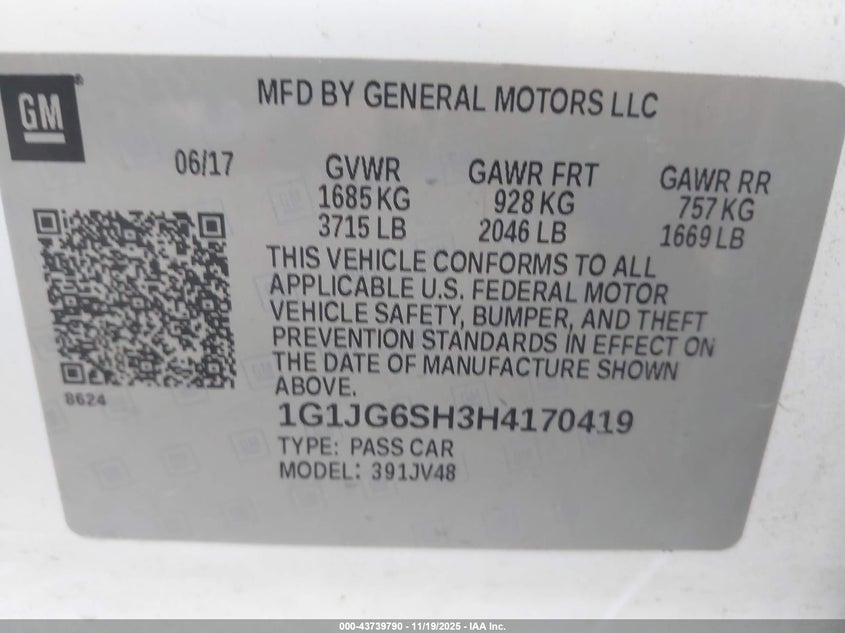 GM®
MFD BY GENERAL MOTORS LLC
06/17 GVWR GAWR FRT GAWR RR
1685 KG 928 KG 757 KG
3715 LB 2046 LB 1669 LB
THIS VEHICLE CONFORMS TO ALL
APPLICABLE U.S. FEDERAL MOTOR
VEHICLE SAFETY, BUMPER, AND THEFT
PREVENTION STANDARDS IN EFFECT ON
THE DATE OF MANUFACTURE SHOWN
ABOVE.
8624
1G1JG6SH3H4170419
TYPE: PASS CAR
MODEL: 391JV48
000-43739790 - 11/19/2025 - IAA Inc.